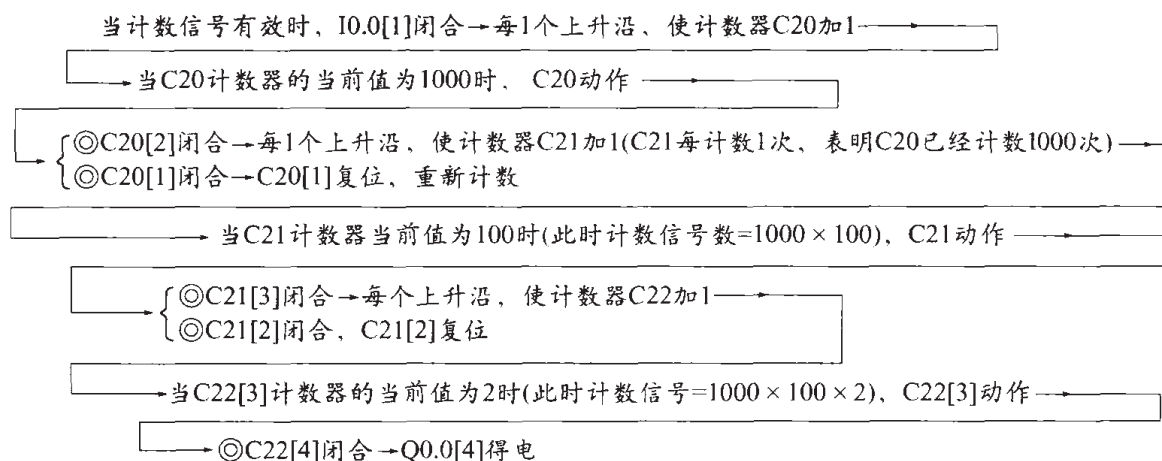 当计数信号有效时，I0.0[1]闭合→每1个上升沿，使计数器C20加1→
→当C20计数器的当前值为1000时，C20动作→
◎C20[2]闭合→每1个上升沿，使计数器C21加1(C21每计数1次，表明C20已经计数1000次)→
◎C20[1]闭合→C20[1]复位，重新计数
→当C21计数器当前值为100时(此时计数信号数=1000×100)，C21动作→
◎C21[3]闭合→每个上升沿，使计数器C22加1→
◎C21[2]闭合，C21[2]复位
→当C22[3]计数器的当前值为2时(此时计数信号=1000×100×2)，C22[3]动作→
→◎C22[4]闭合→Q0.0[4]得电